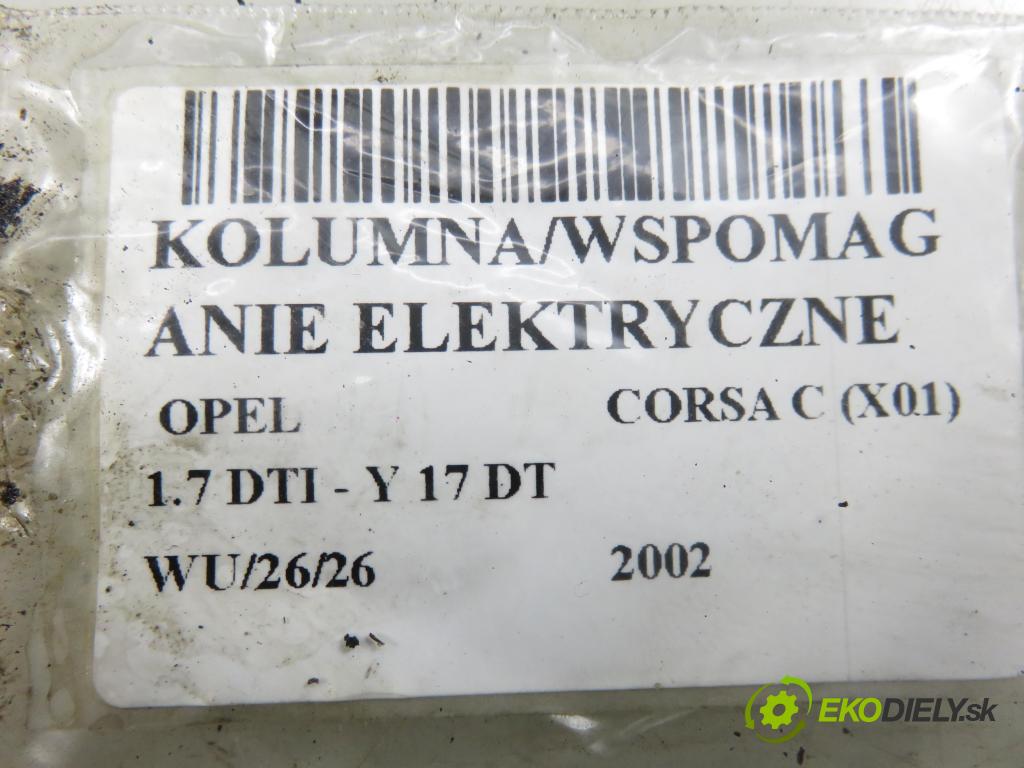 KOLUMNA/WSPOMAG
ANIE ELEKTRYCZNE
OPEL CORSA C (X01)
1.7 DTI - Y 17 DT
WU/26/26 2002
EKODIELY.sk